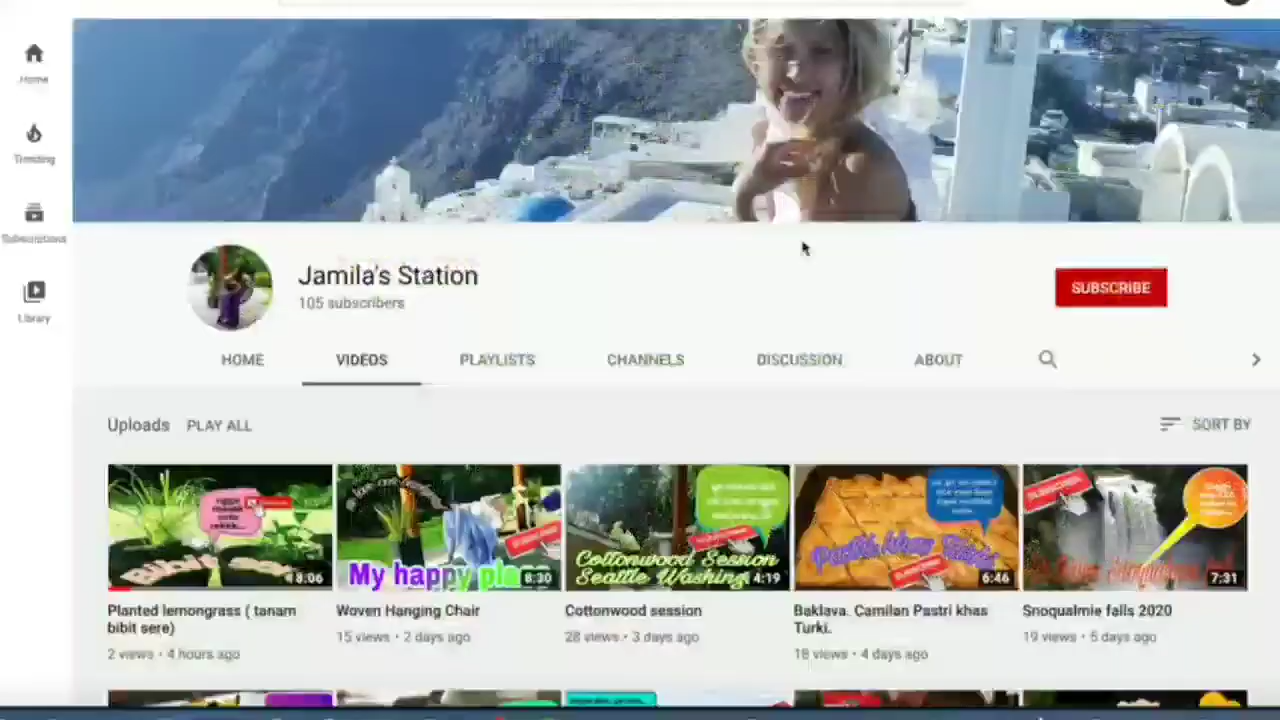 Home
Trending
Subscriptions
Library
Jamila's Station
105 subscribers
SUBSCRIBE
HOME
VIDEOS
PLAYLISTS
CHANNELS
DISCUSSION
ABOUT
Uploads
PLAY ALL
SORT BY
8:06
My happy pla
8:30
Cottonwood Session
Seattle Washing
4:19
6:46
7:31
Planted lemongrass ( tanam
bibit sere)
2 views • 4 hours ago
Woven Hanging Chair
15 views • 2 days ago
Cottonwood session
28 views • 3 days ago
Baklava. Camilan Pastri khas
Turki.
18 views • 4 days ago
Snoqualmie falls 2020
19 views • 5 days ago